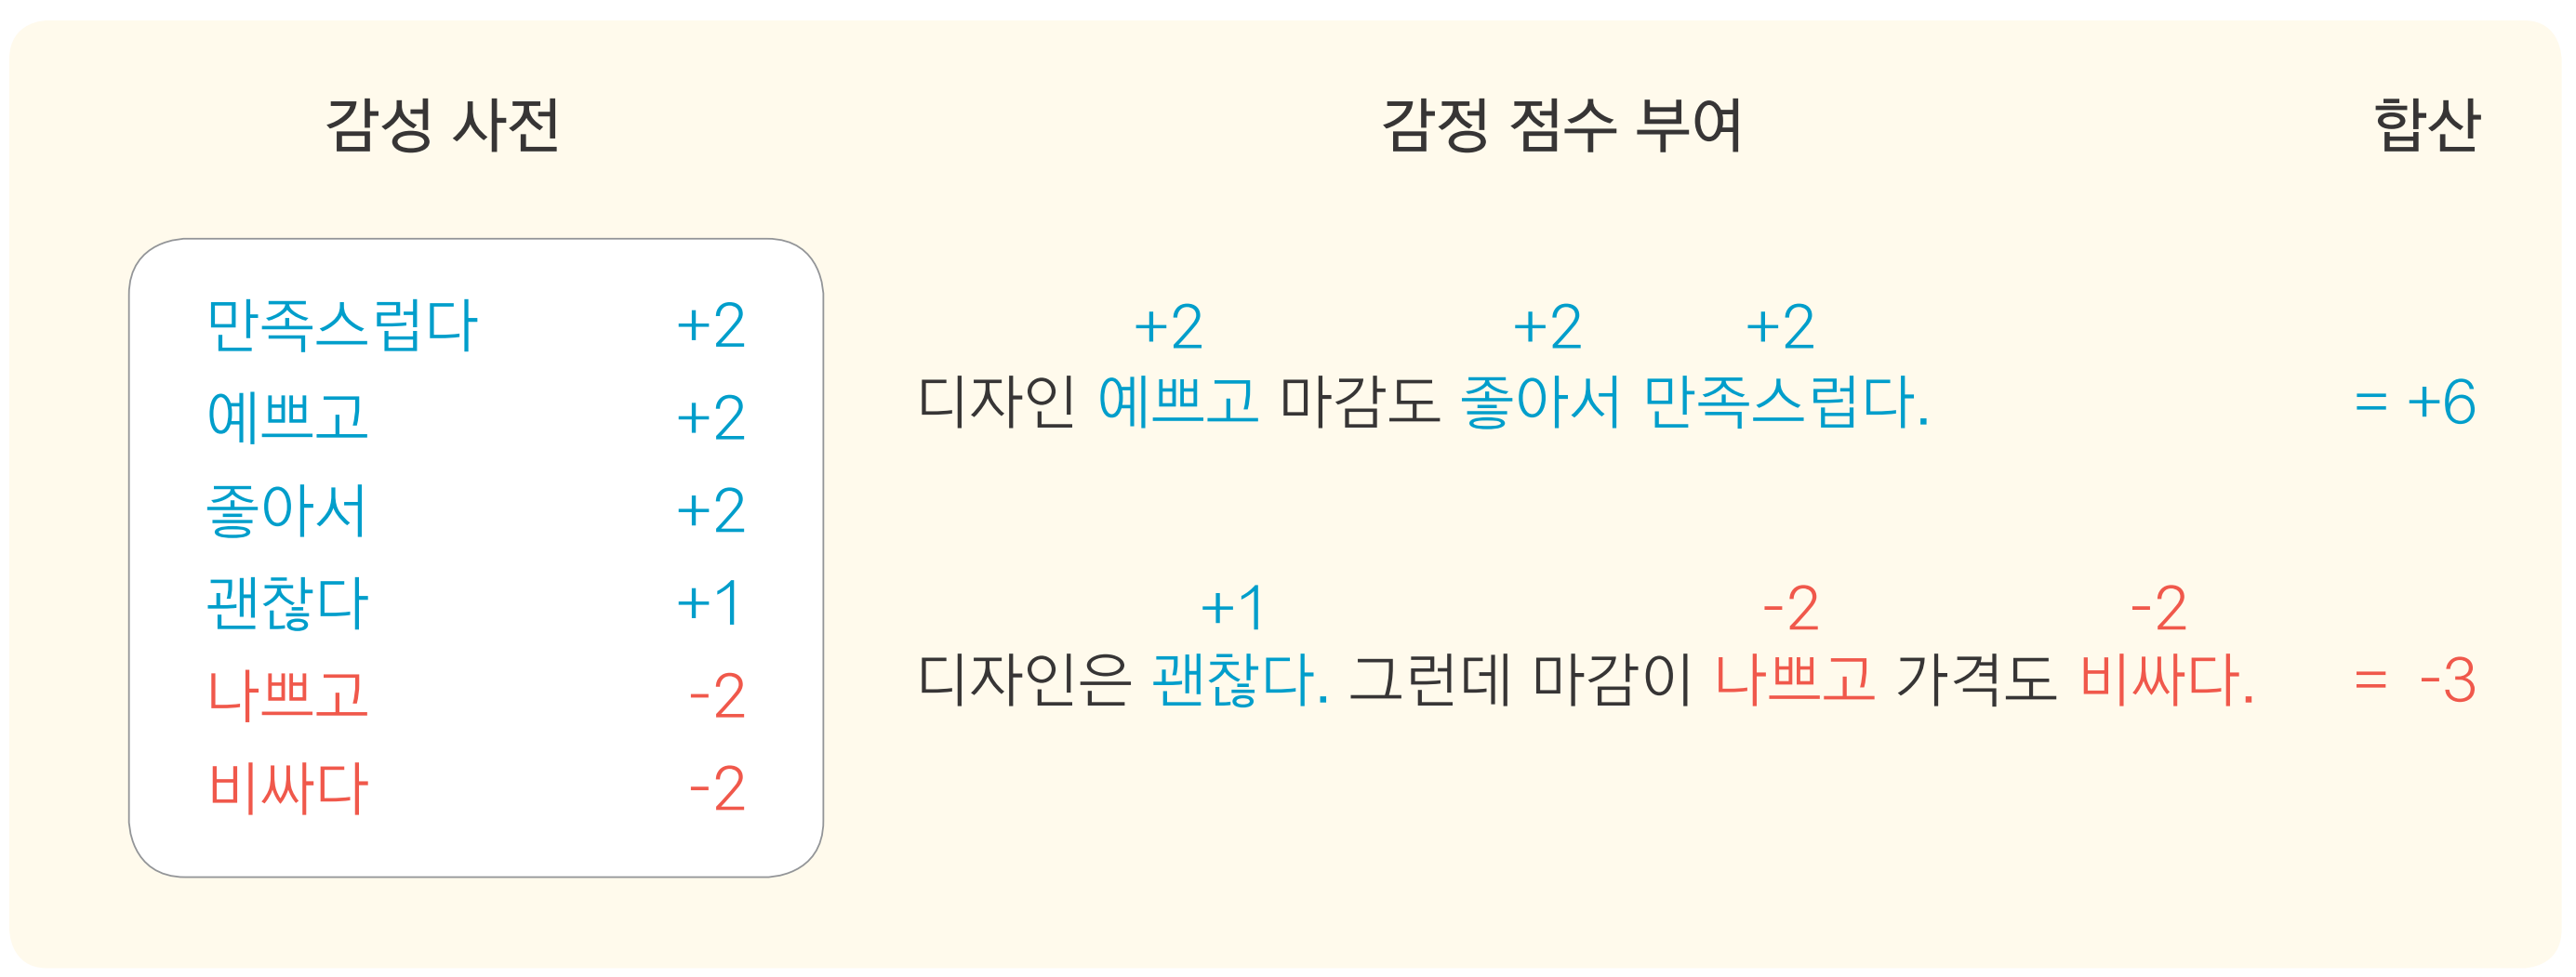 감성 사전
감정 점수 부여
합산
만족스럽다 +2
예쁘고 +2
좋아서 +2
괜찮다 +1
나쁘고 -2
비싸다 -2
+2 +2 +2
디자인 예쁘고 마감도 좋아서 만족스럽다. = +6
+1 -2 -2
디자인은 괜찮다. 그런데 마감이 나쁘고 가격도 비싸다. = -3